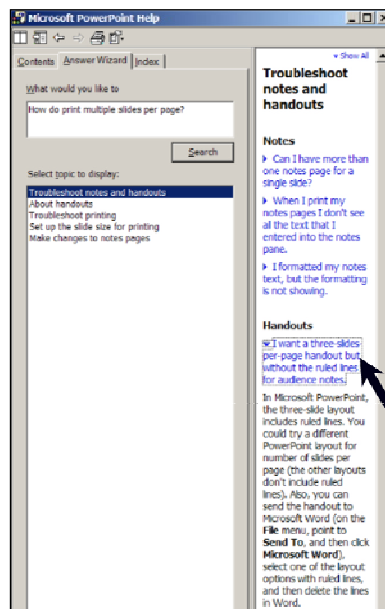 Microsoft PowerPoint Help
Contents
Answer Wizard
Index
What would you like to
How do print multiple slides per page?
Search
Select topic to display:
Troubleshoot notes and handouts
About handouts
Troubleshoot printing
Set up the slide size for printing
Make changes to notes pages
Show All
Troubleshoot
notes and
handouts
Notes
Can I have more than
one notes page for a
single slide?
When I print my
notes pages I don't see
all the text that I
entered into the notes
pane.
I formatted my notes
text, but the formatting
is not showing.
Handouts
I want a three-slides-
per-page handout but
without the ruled lines
for audience notes.
In Microsoft PowerPoint,
the three-slide layout
includes ruled lines. You
could try a different
PowerPoint layout for
number of slides per
page (the other layouts
don't include ruled
lines). Also, you can
send the handout to
Microsoft Word (on the
File menu, point to
Send To, and then click
Microsoft Word),
select one of the layout
options with ruled lines,
and then delete the lines
in Word.